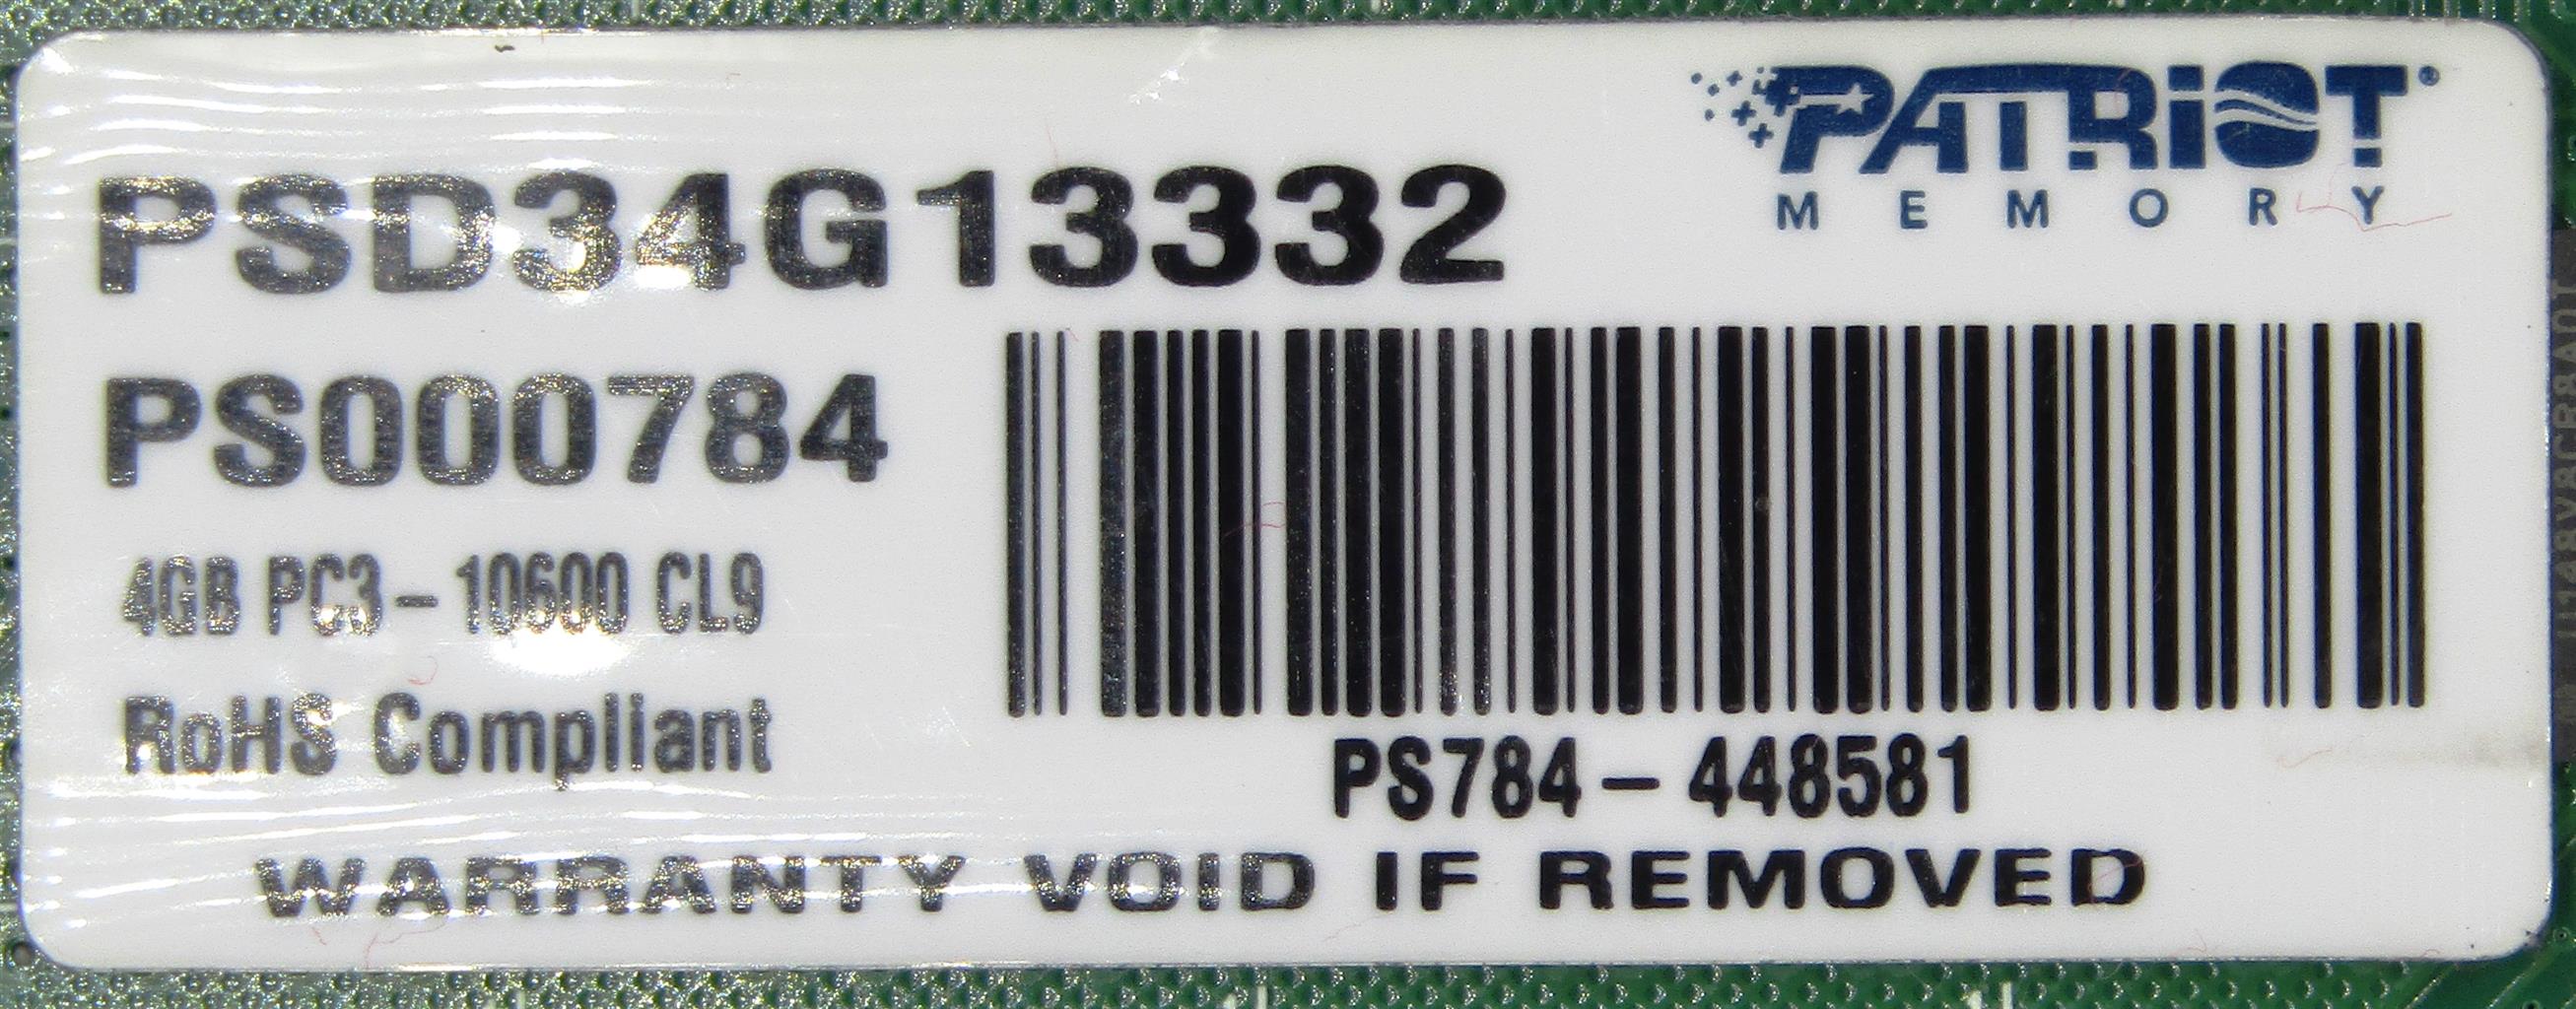 PATRIOT®
MEMORY
PSD34G13332
PS000784
4GB PC3-10600 CL9
RoHS Compliant
PS784-448581
WARRANTY VOID IF REMOVED